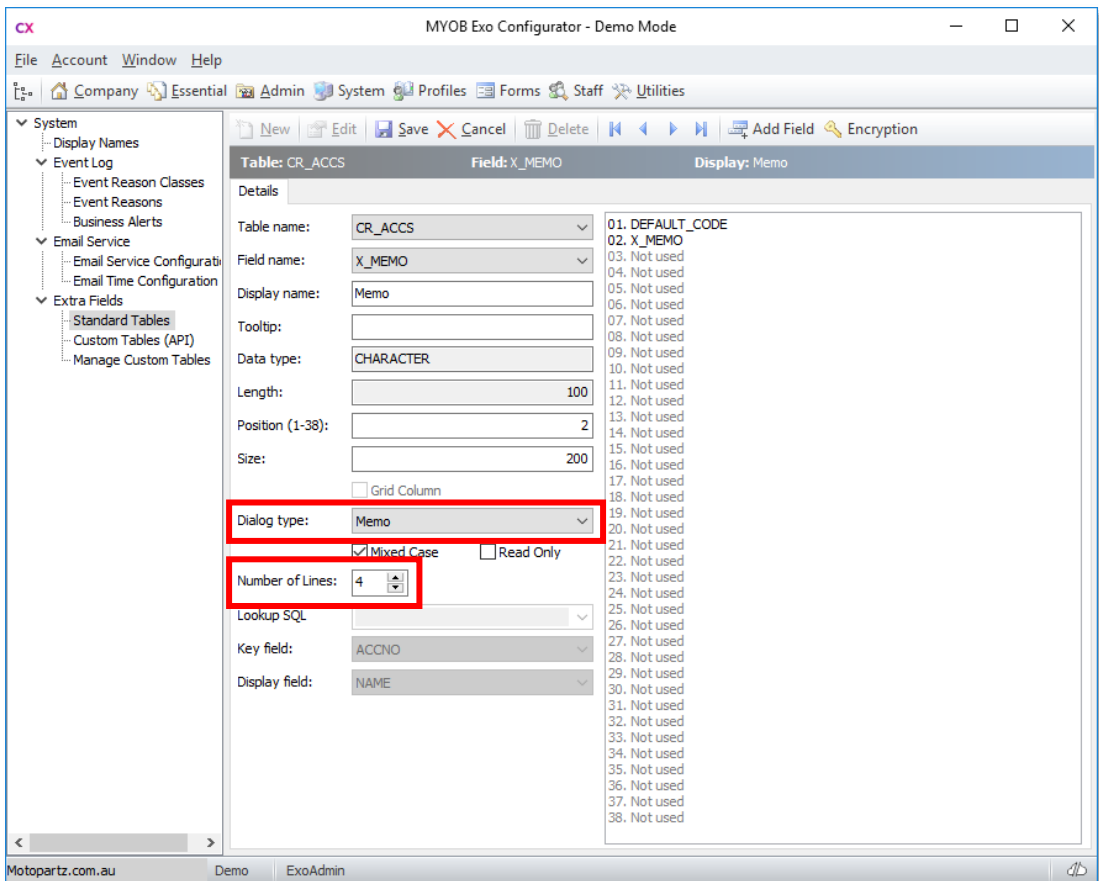 CX MYOB Exo Configurator - Demo Mode
File Account Window Help
Company Essential Admin System Profiles Forms Staff Utilities
System
Display Names
Event Log
Event Reason Classes
Event Reasons
Business Alerts
Email Service
Email Service Configurati
Email Time Configuration
Extra Fields
Standard Tables
Custom Tables (API)
Manage Custom Tables
New Edit Save Cancel Delete Add Field Encryption
Table: CR_ACCS Field: X_MEMO Display: Memo
Details
Table name: CR_ACCS
Field name: X_MEMO
Display name: Memo
Tooltip:
Data type: CHARACTER
Length: 100
Position (1-38): 2
Size: 200
Grid Column
Dialog type: Memo
Mixed Case Read Only
Number of Lines: 4
Lookup SQL
Key field: ACCNO
Display field: NAME
01. DEFAULT_CODE
02. X_MEMO
03. Not used
04. Not used
05. Not used
06. Not used
07. Not used
08. Not used
09. Not used
10. Not used
11. Not used
12. Not used
13. Not used
14. Not used
15. Not used
16. Not used
17. Not used
18. Not used
19. Not used
20. Not used
21. Not used
22. Not used
23. Not used
24. Not used
25. Not used
26. Not used
27. Not used
28. Not used
29. Not used
30. Not used
31. Not used
32. Not used
33. Not used
34. Not used
35. Not used
36. Not used
37. Not used
38. Not used
Motopartz.com.au Demo ExoAdmin